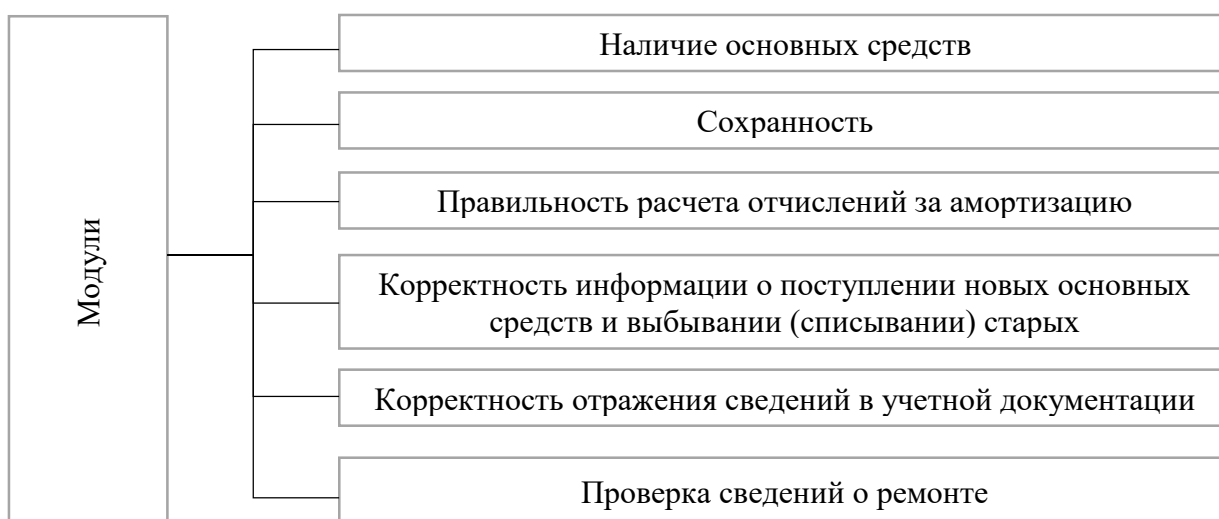 Модули
Наличие основных средств
Сохранность
Правильность расчета отчислений за амортизацию
Корректность информации о поступлении новых основных
средств и выбывании (списывании) старых
Корректность отражения сведений в учетной документации
Проверка сведений о ремонте